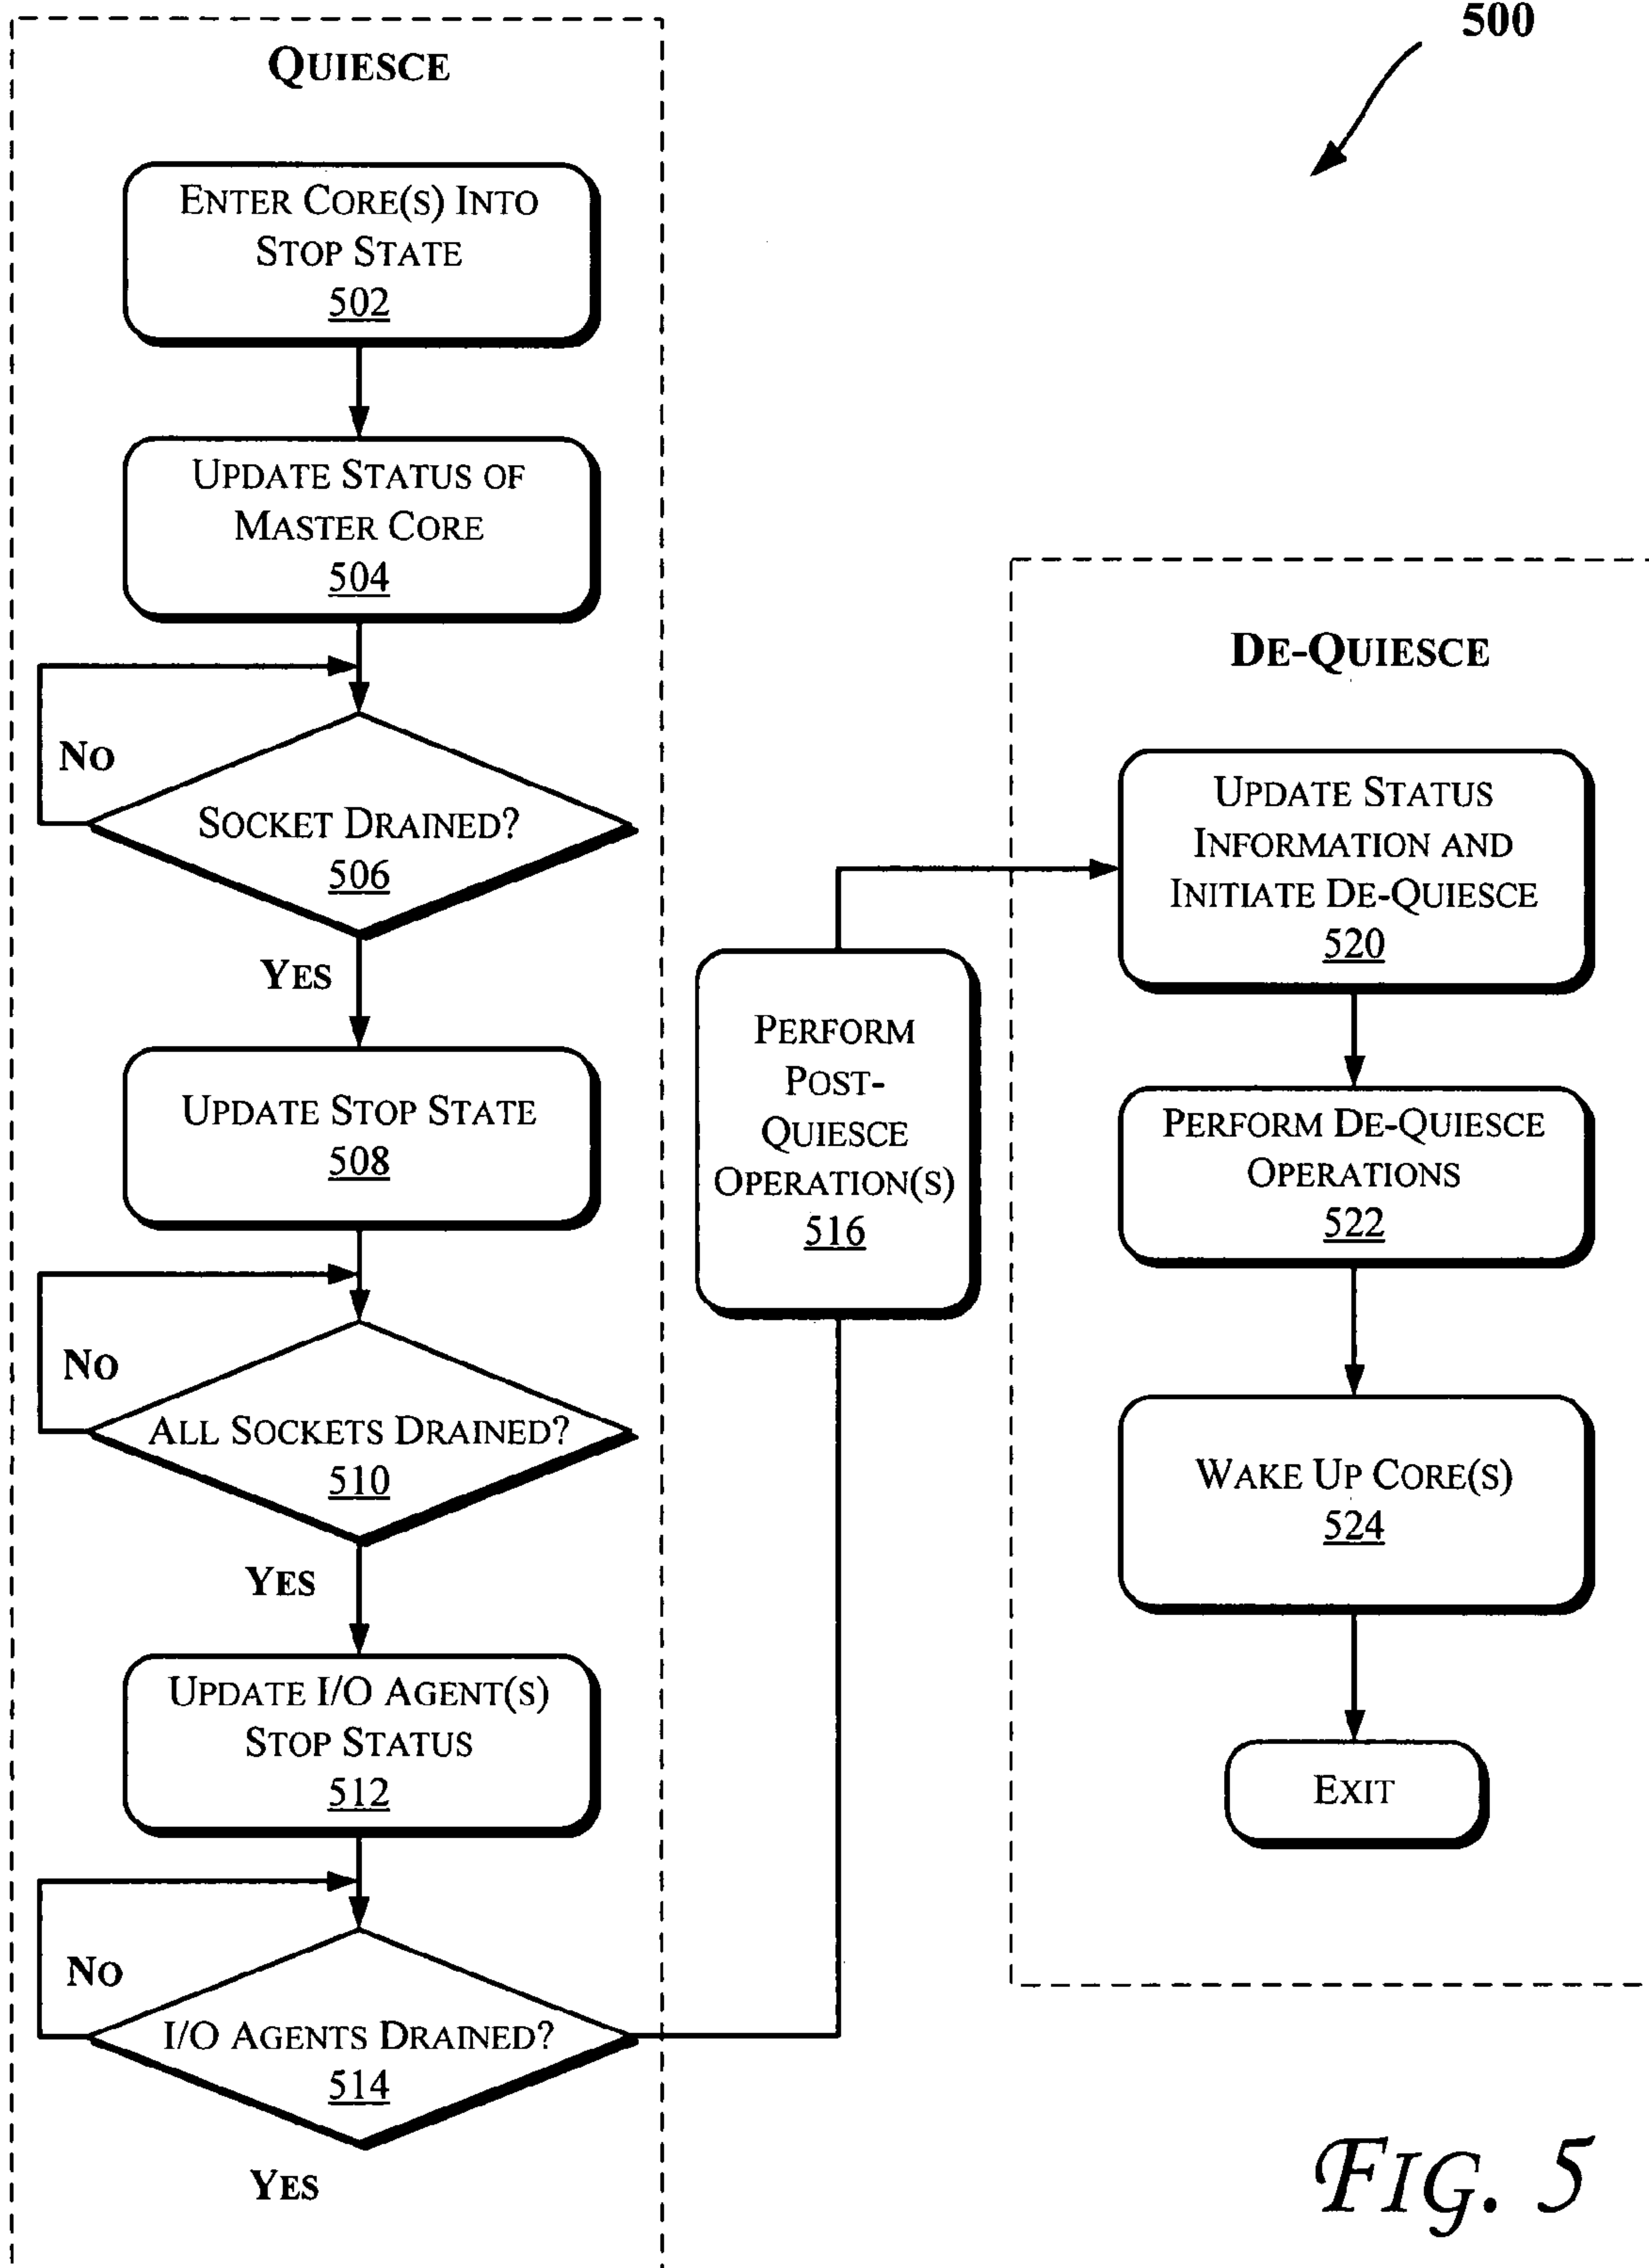 500
QUIESCE
ENTER CORE(S) INTO
STOP STATE
502
UPDATE STATUS OF
MASTER CORE
504
NO
SOCKET DRAINED?
506
YES
UPDATE STOP STATE
508
NO
ALL SOCKETS DRAINED?
510
YES
UPDATE I/O AGENT(S)
STOP STATUS
512
NO
I/O AGENTS DRAINED?
514
YES
PERFORM
POST-
QUIESCE
OPERATION(S)
516
DE-QUIESCE
UPDATE STATUS
INFORMATION AND
INITIATE DE-QUIESCE
520
PERFORM DE-QUIESCE
OPERATIONS
522
WAKE UP CORE(S)
524
EXIT
FIG. 5